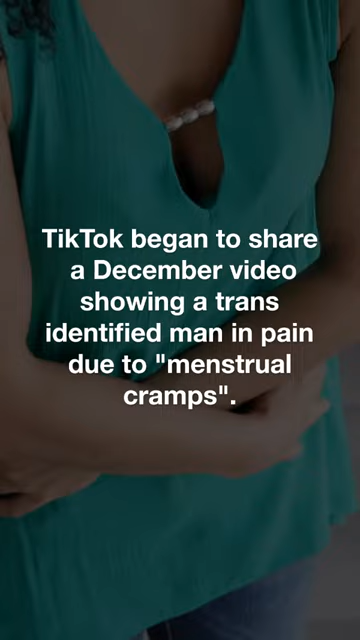 TikTok began to share
a December video
showing a trans
identified man in pain
due to "menstrual
cramps".